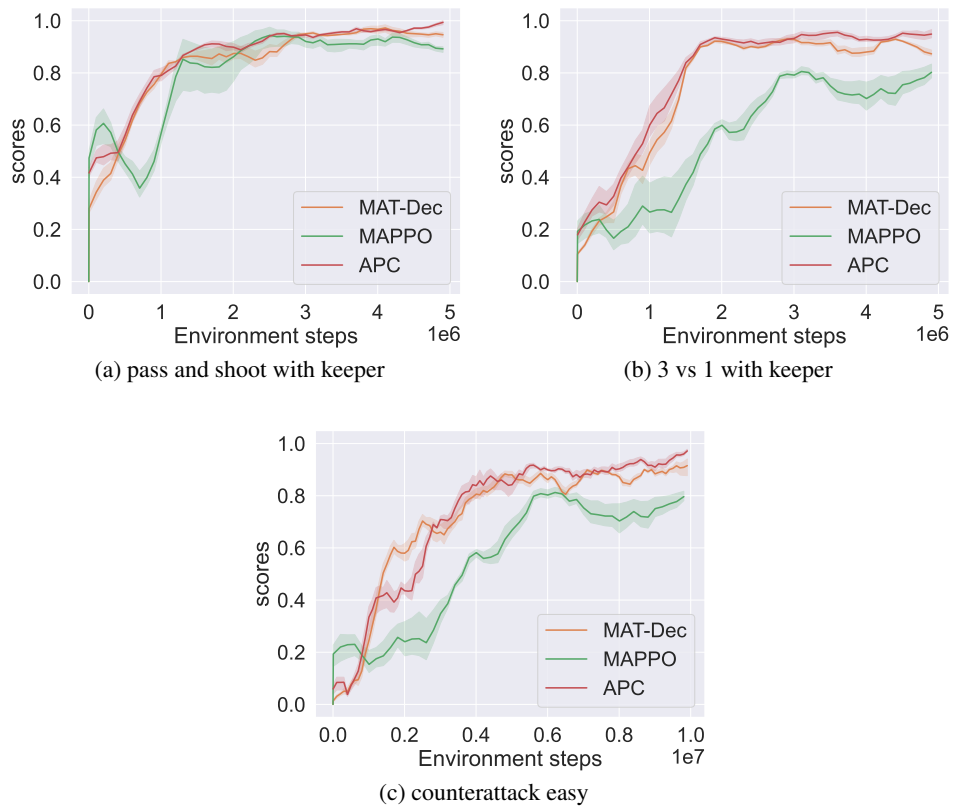 1.0
0.8
0.6
0.4
0.2
0.0
scores
MAT-Dec
MAPPO
APC
0 1 2 3 4 5
Environment steps 1e6
(a) pass and shoot with keeper
1.0
0.8
0.6
0.4
0.2
0.0
scores
MAT-Dec
MAPPO
APC
0 1 2 3 4 5
Environment steps 1e6
(b) 3 vs 1 with keeper
1.0
0.8
0.6
0.4
0.2
0.0
scores
MAT-Dec
MAPPO
APC
0.0 0.2 0.4 0.6 0.8 1.0
Environment steps 1e7
(c) counterattack easy